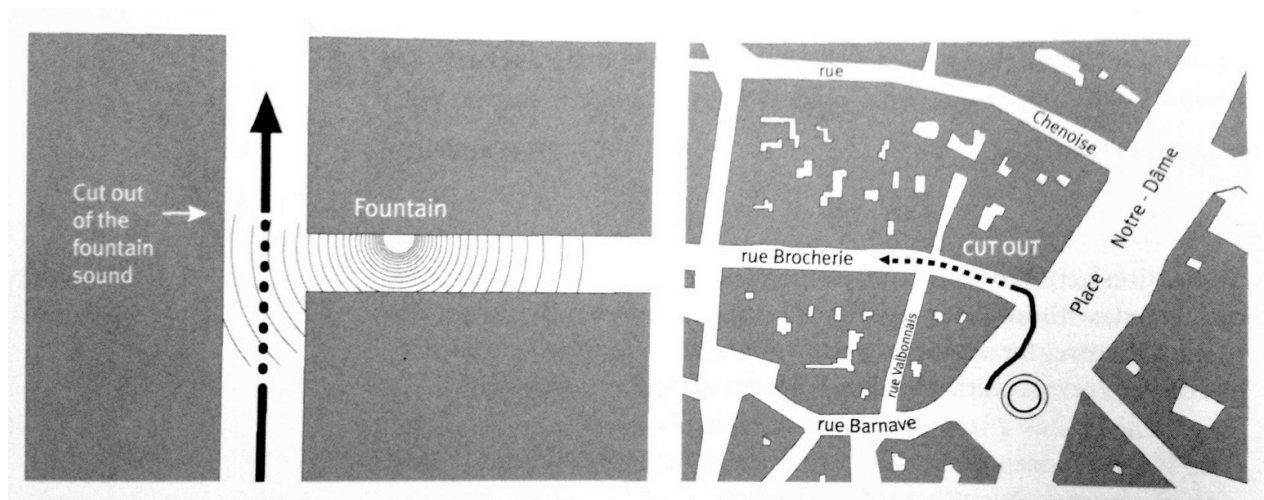 Cut out
of the
fountain
sound
Fountain
rue
Chenoise
Place Notre-Dâme
CUT OUT
rue Brocherie
rue Valbonnais
rue Barnave